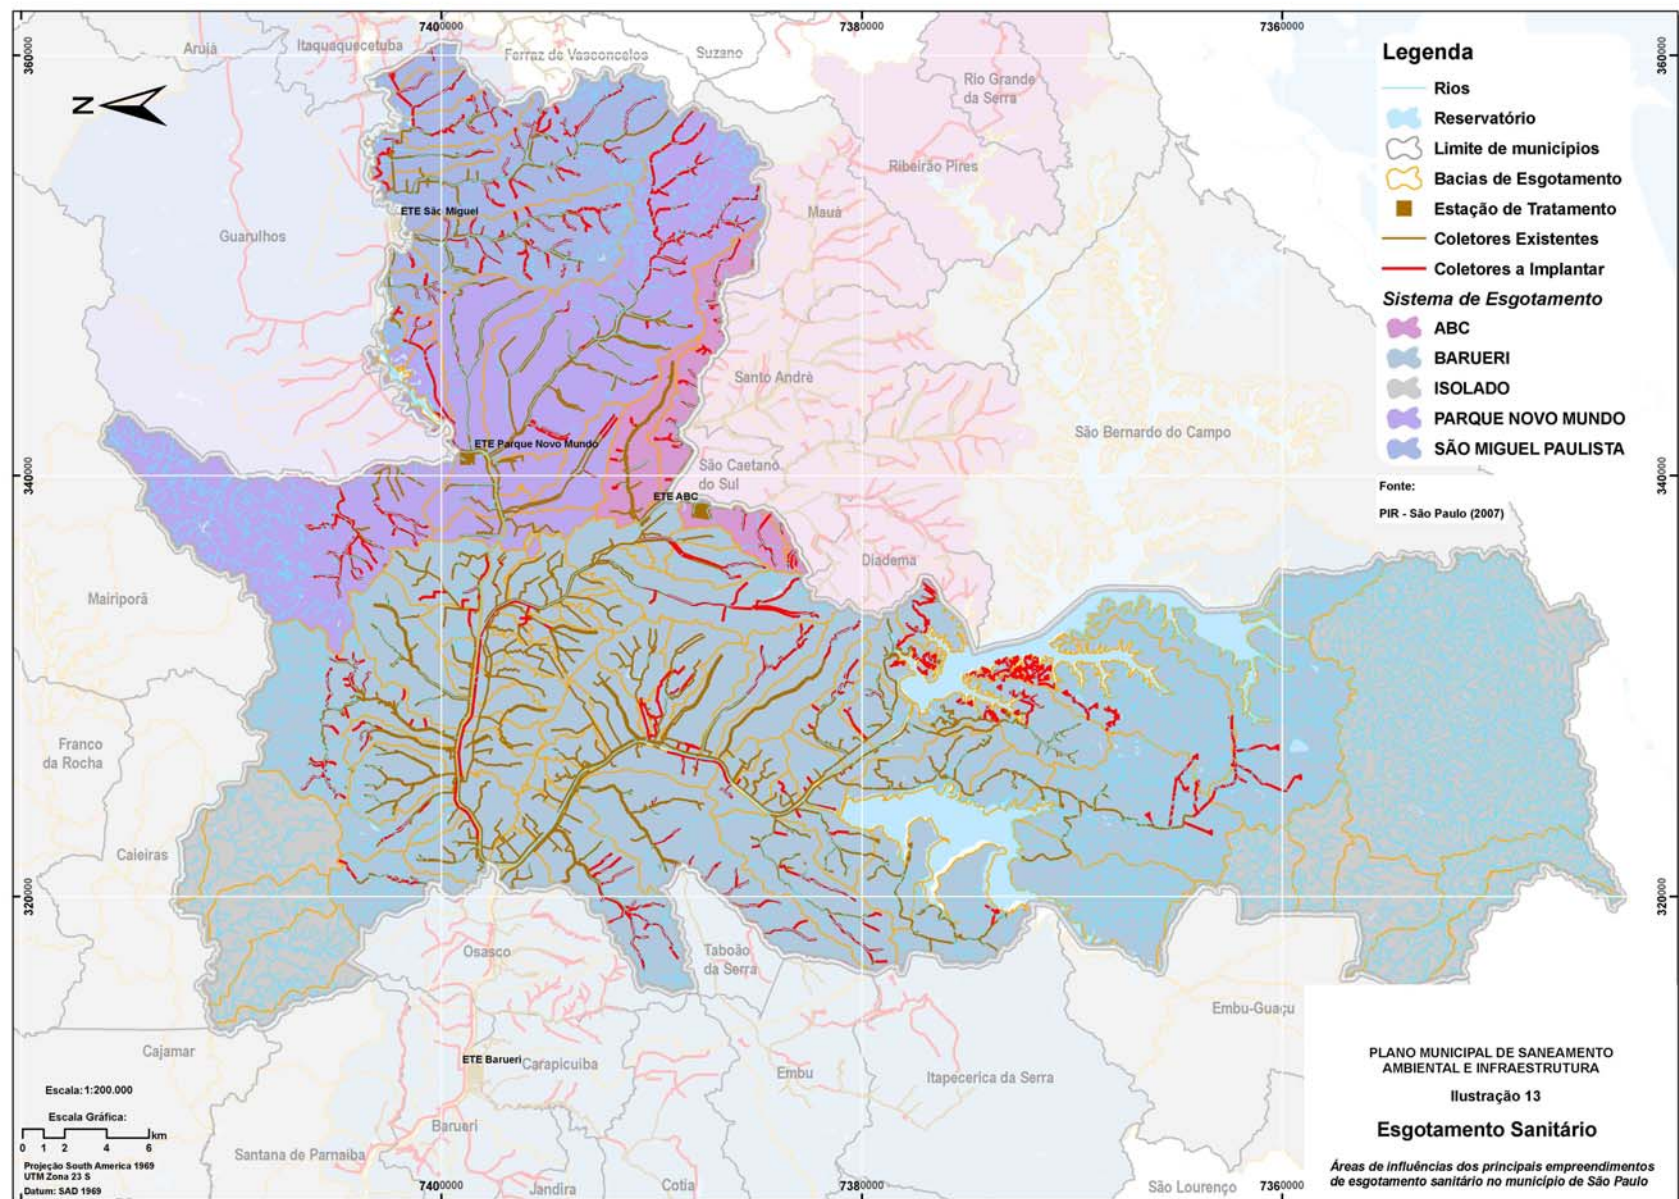 7400000
7380000
7360000
360000
360000
Aruiá
Itaquaquecetuba
Ferraz de Vasconcelos
Suzano
Rio Grande
da Serra
Legenda
Rios
Reservatório
Limite de municípios
Bacias de Esgotamento
Estação de Tratamento
Coletores Existentes
Coletores a Implantar
Sistema de Esgotamento
ABC
BARUERI
ISOLADO
PARQUE NOVO MUNDO
SÃO MIGUEL PAULISTA
Fonte:
PIR - São Paulo (2007)
N
Ribeirão Pires
ETE São Miguel
Mauá
Guarulhos
Santo André
ETE Parque Novo Mundo
São Bernardo do Campo
São Caetano
do Sul
340000
340000
ETE ABC
Diadema
Mairiporã
Franco
da Rocha
Caieiras
320000
320000
Osasco
Taboão
da Serra
Embu-Guaçu
Cajamar
ETE Barueri
Carapicuiba
Embu
Itapecerica da Serra
Barueri
Santana de Parnaiba
Jandira
Cotia
São Lourenço
Escala: 1:200.000
Escala Gráfica:
km
0 1 2 4 6
Projeção South America 1969
UTM Zona 23 S
Datum: SAD 1969
7400000
7380000
7360000
PLANO MUNICIPAL DE SANEAMENTO
AMBIENTAL E INFRAESTRUTURA
Ilustração 13
Esgotamento Sanitário
Áreas de influências dos principais empreendimentos
de esgotamento sanitário no município de São Paulo